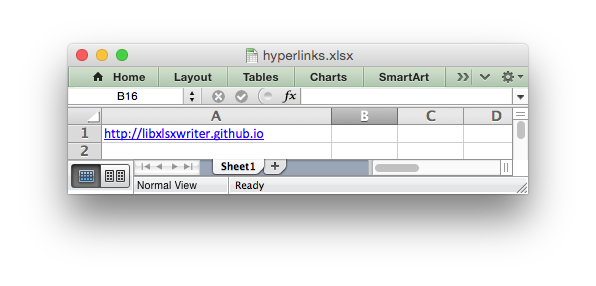 hyperlinks.xlsx
Home Layout Tables Charts SmartArt
B16 fx
A B C D
1 http://libxlsxwriter.github.io
2
Sheet1
Normal View Ready